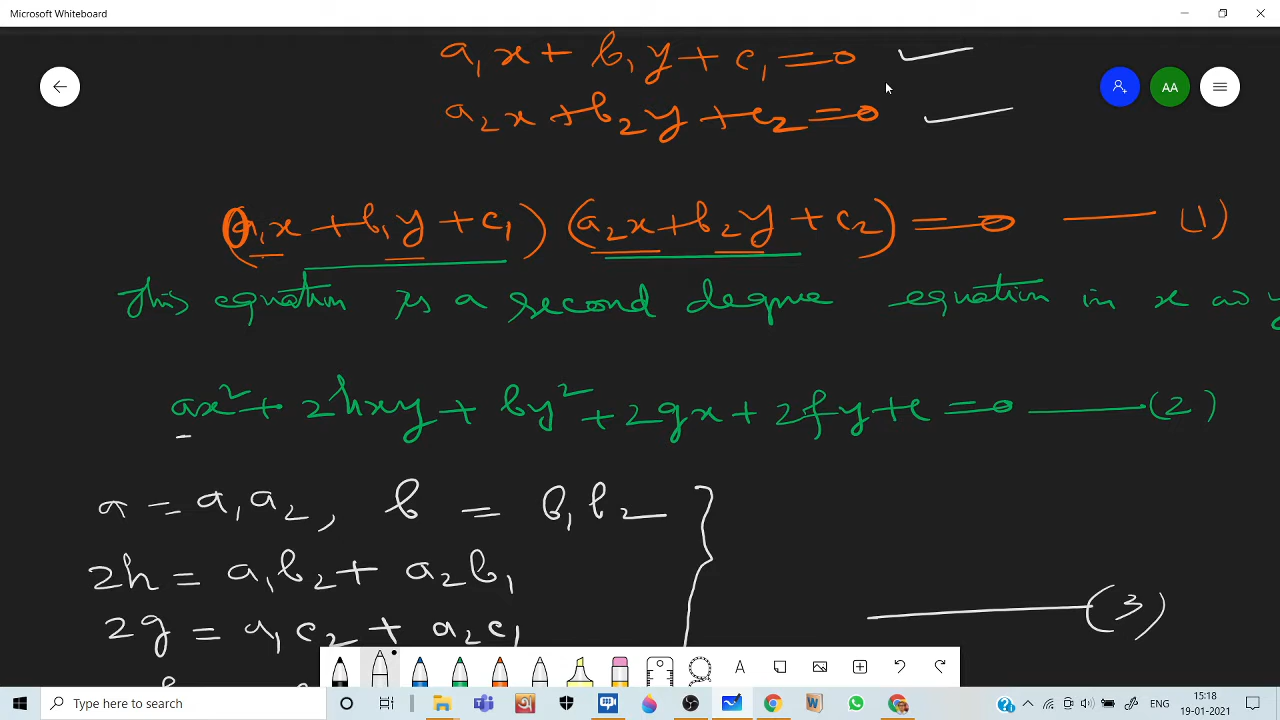 Microsoft Whiteboard
a₁x + b₁y + c₁ = 0
a₂x + b₂y + c₂ = 0
AA
(a₁x + b₁y + c₁) (a₂x + b₂y + c₂) = 0 —— (1)
This equation is a second degree equation in x and y
ax² + 2hxy + by² + 2gx + 2fy + c = 0 —— (2)
a = a₁a₂, b = b₁b₂
2h = a₁b₂ + a₂b₁
2g = a₁c₂ + a₂c₁
—— (3)
A
Type here to search
15:18
ENG
19-01-2021
1